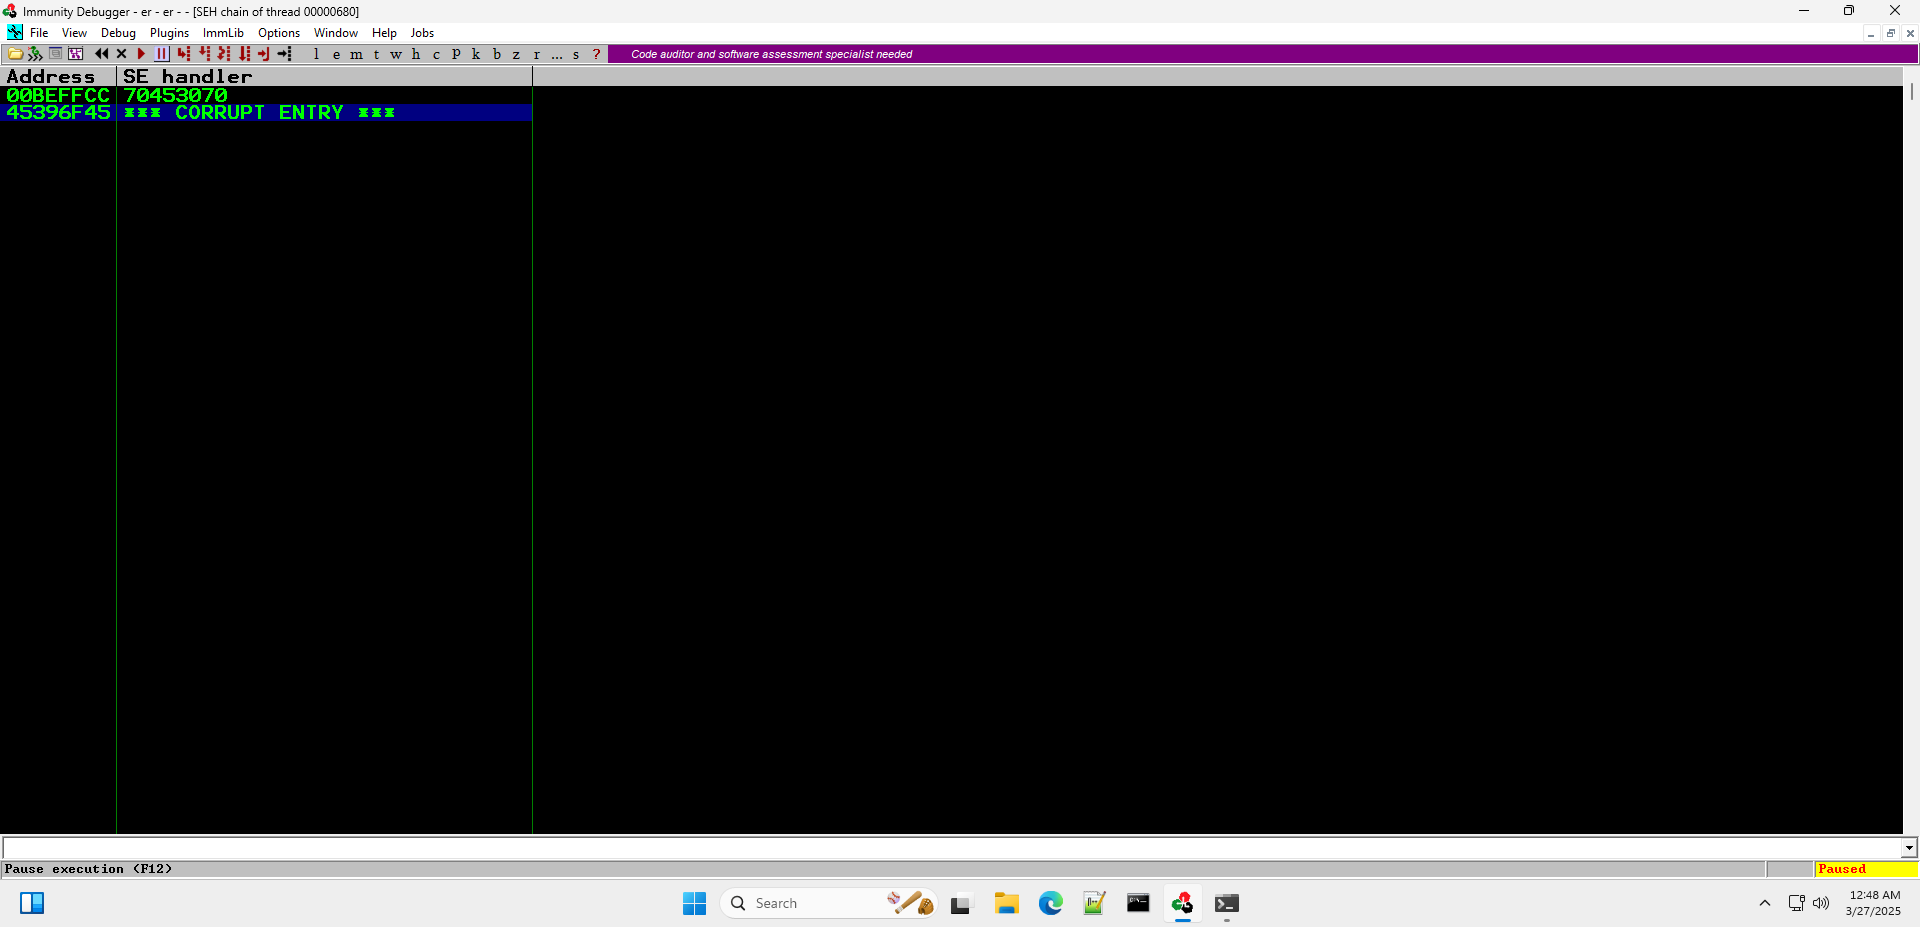 Immunity Debugger - er - er - - [SEH chain of thread 00000680]
File View Debug Plugins ImmLib Options Window Help Jobs
l e m t w h c p k b z r ... s ? Code auditor and software assessment specialist needed
Address SE handler
00BEFFCC 70453070
45396F45 *** CORRUPT ENTRY ***
Pause execution (F12) Paused
Search
12:48 AM
3/27/2025